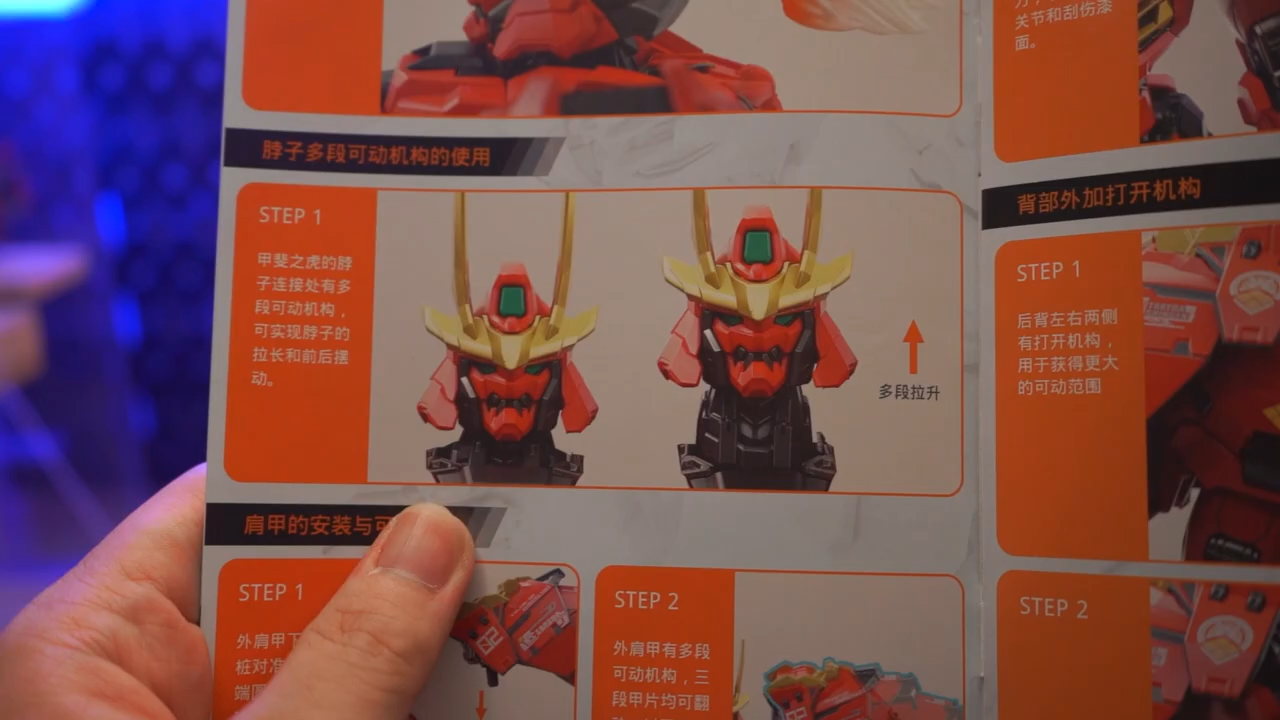 关节和刮伤漆
面。
脖子多段可动机构的使用
STEP 1
甲斐之虎的脖
子连接处有多
段可动机构，
可实现脖子的
拉长和前后摆
动。
多段拉升
背部外加打开机构
STEP 1
后背左右两侧
有打开机构，
用于获得更大
的可动范围
肩甲的安装与可
STEP 1
外肩甲下
桩对准
端圆
STEP 2
外肩甲有多段
可动机构，三
段甲片均可翻
STEP 2